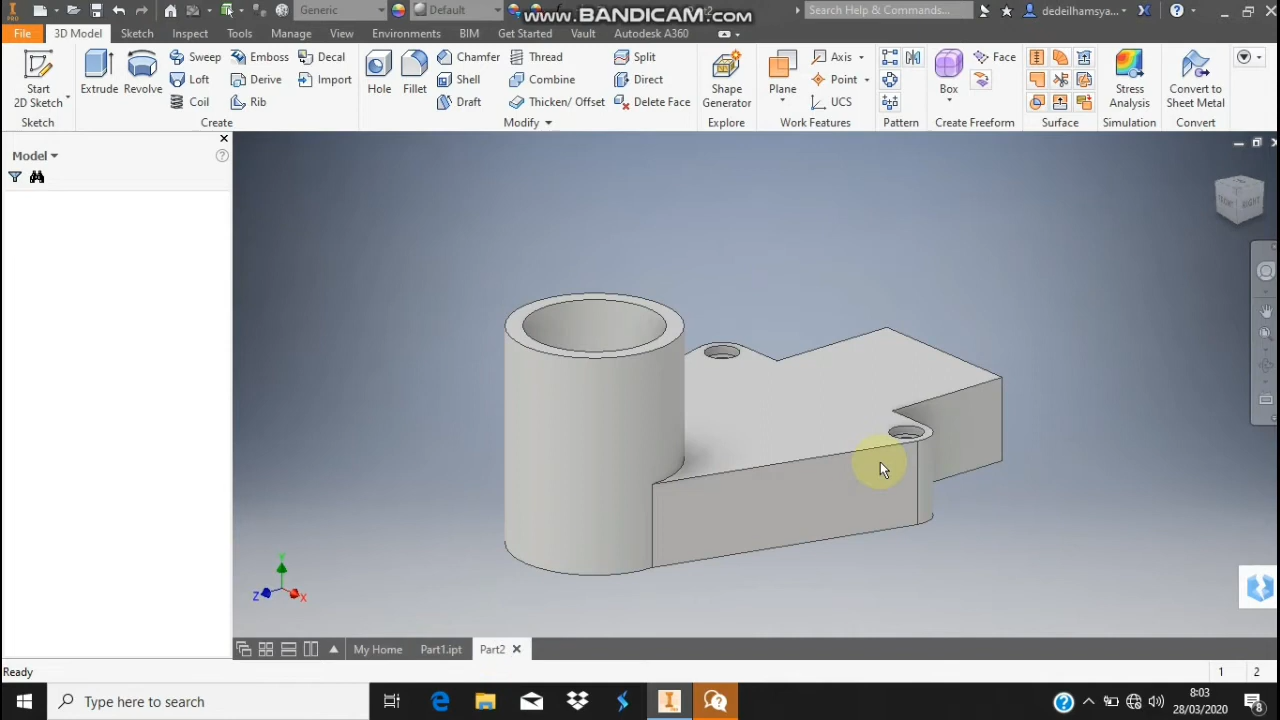 Generic
Default
www.BANDICAM.com
Search Help & Commands...
dedeilhamsya...
File
3D Model
Sketch
Inspect
Tools
Manage
View
Environments
BIM
Get Started
Vault
Autodesk A360
Start
2D Sketch
Sketch
Extrude
Revolve
Sweep
Loft
Coil
Emboss
Derive
Rib
Decal
Import
Create
Hole
Fillet
Chamfer
Shell
Draft
Thread
Combine
Thicken/ Offset
Split
Direct
Delete Face
Modify
Shape
Generator
Explore
Plane
Axis
Point
UCS
Work Features
Pattern
Box
Face
Create Freeform
Surface
Stress
Analysis
Simulation
Convert to
Sheet Metal
Convert
Model
FRONT
RIGHT
Y
Z
X
My Home
Part1.ipt
Part2
Ready
1
2
Type here to search
8:03
28/03/2020
8